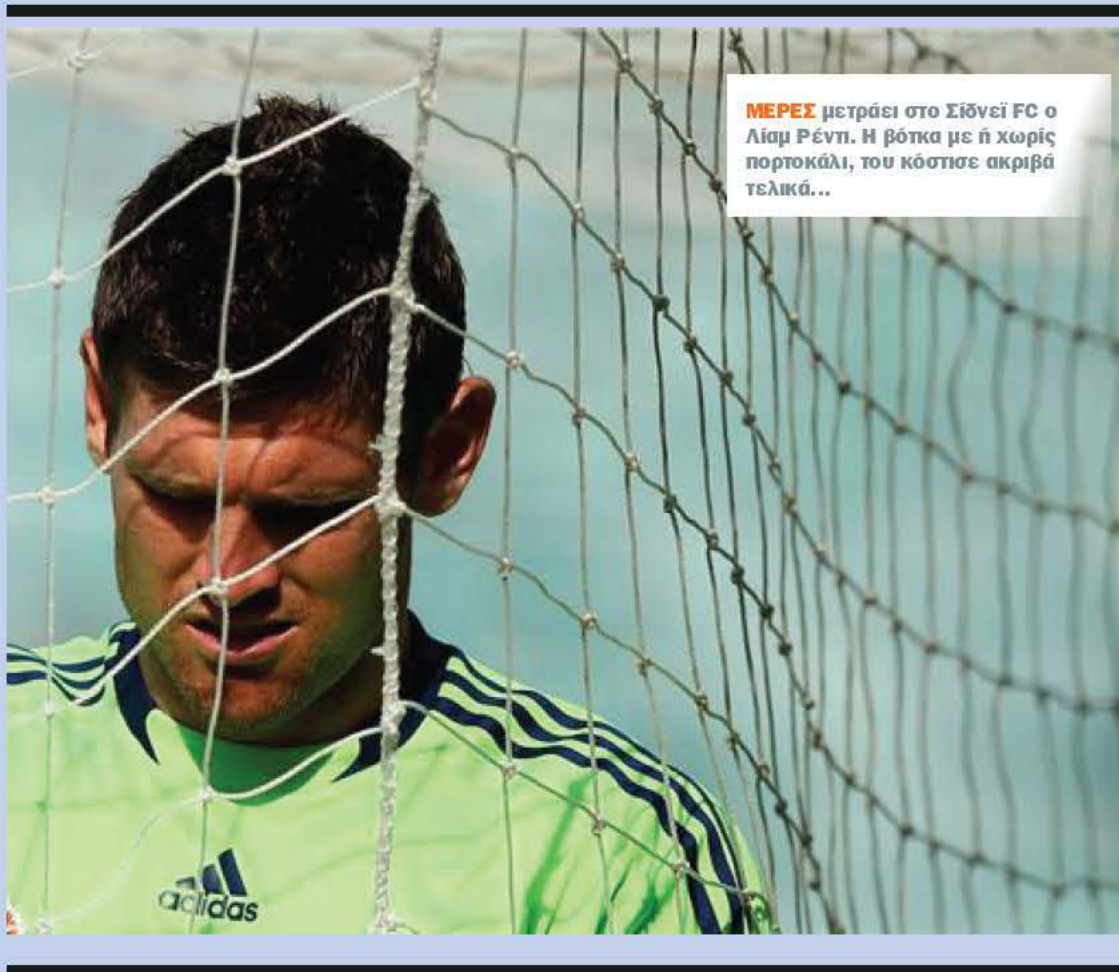 ΜΕΡΕΣ μετράει στο Σίδνεϊ FC ο
Λίαμ Ρέντι. Η βότκα με ή χωρίς
πορτοκάλι, του κόστισε ακριβά
τελικά...
adidas